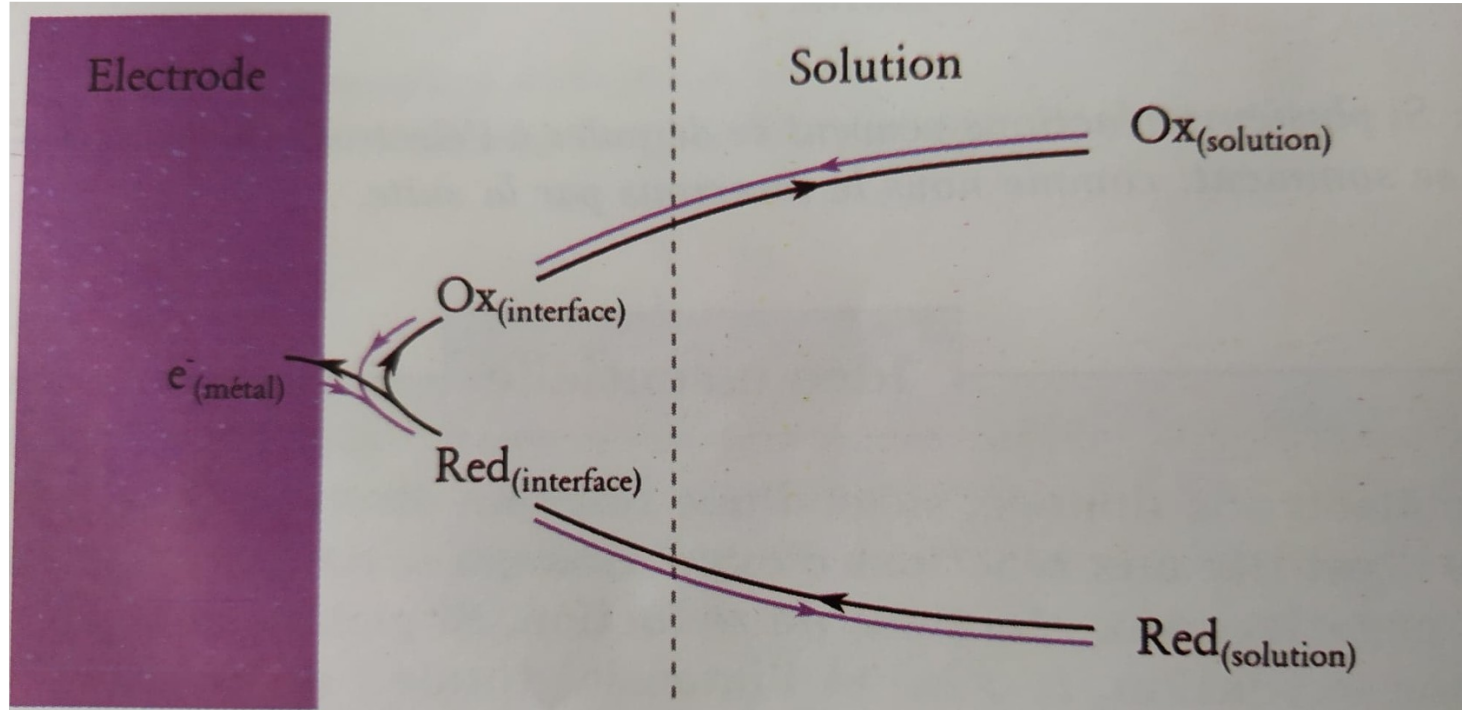 Electrode
Solution
Ox(solution)
Ox(interface)
e-(métal)
Red(interface)
Red(solution)